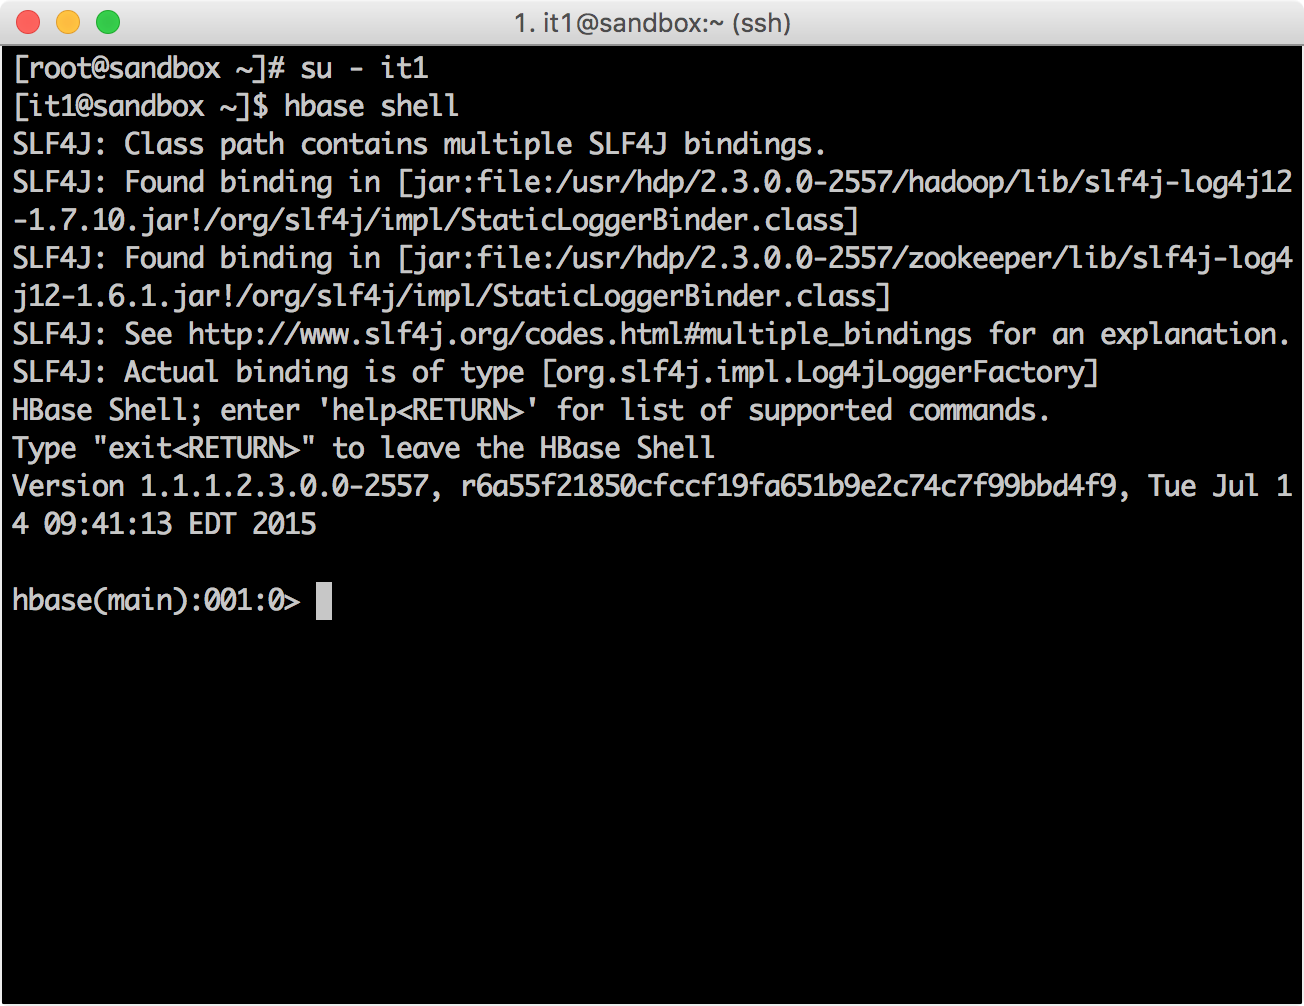 1. it1@sandbox:~ (ssh)
[root@sandbox ~]# su - it1
[it1@sandbox ~]$ hbase shell
SLF4J: Class path contains multiple SLF4J bindings.
SLF4J: Found binding in [jar:file:/usr/hdp/2.3.0.0-2557/hadoop/lib/slf4j-log4j12
-1.7.10.jar!/org/slf4j/impl/StaticLoggerBinder.class]
SLF4J: Found binding in [jar:file:/usr/hdp/2.3.0.0-2557/zookeeper/lib/slf4j-log4
j12-1.6.1.jar!/org/slf4j/impl/StaticLoggerBinder.class]
SLF4J: See http://www.slf4j.org/codes.html#multiple_bindings for an explanation.
SLF4J: Actual binding is of type [org.slf4j.impl.Log4jLoggerFactory]
HBase Shell; enter 'help<RETURN>' for list of supported commands.
Type "exit<RETURN>" to leave the HBase Shell
Version 1.1.1.2.3.0.0-2557, r6a55f21850cfccf19fa651b9e2c74c7f99bbd4f9, Tue Jul 1
4 09:41:13 EDT 2015
hbase(main):001:0>